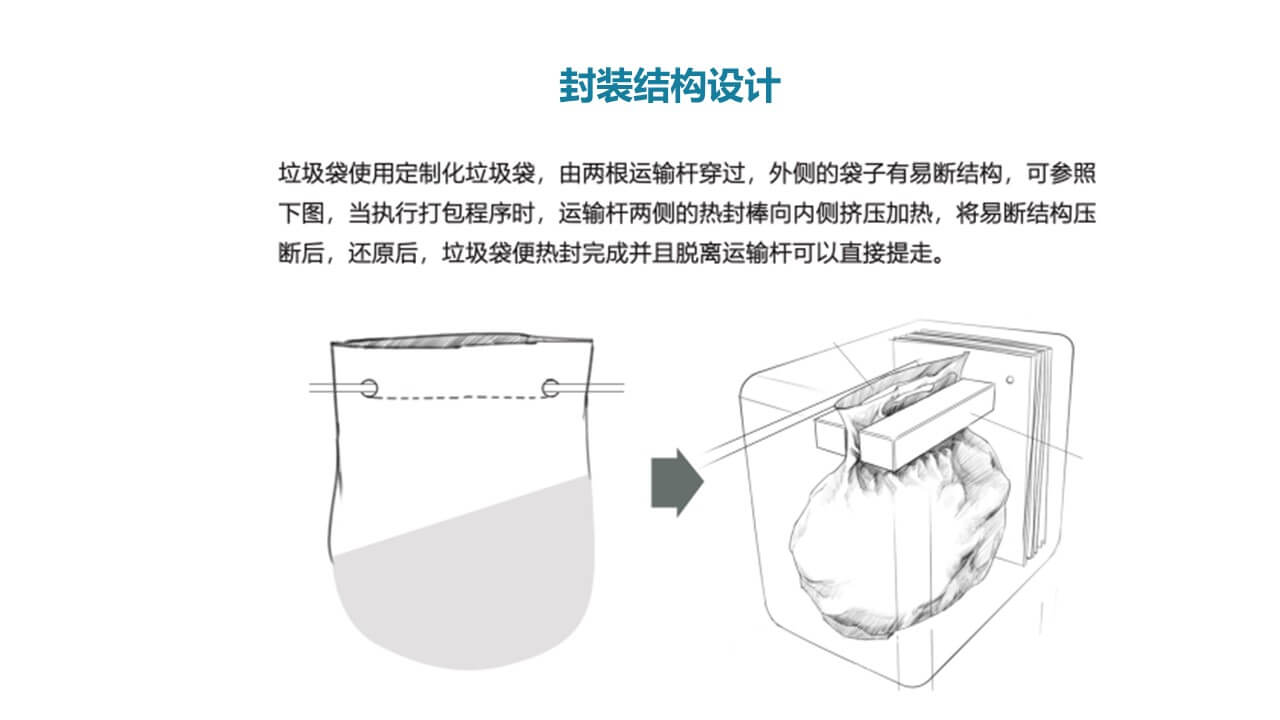 封装结构设计
垃圾袋使用定制化垃圾袋，由两根运输杆穿过，外侧的袋子有易断结构，可参照
下图，当执行打包程序时，运输杆两侧的热封棒向内侧挤压加热，将易断结构压
断后，还原后，垃圾袋便热封完成并且脱离运输杆可以直接提走。